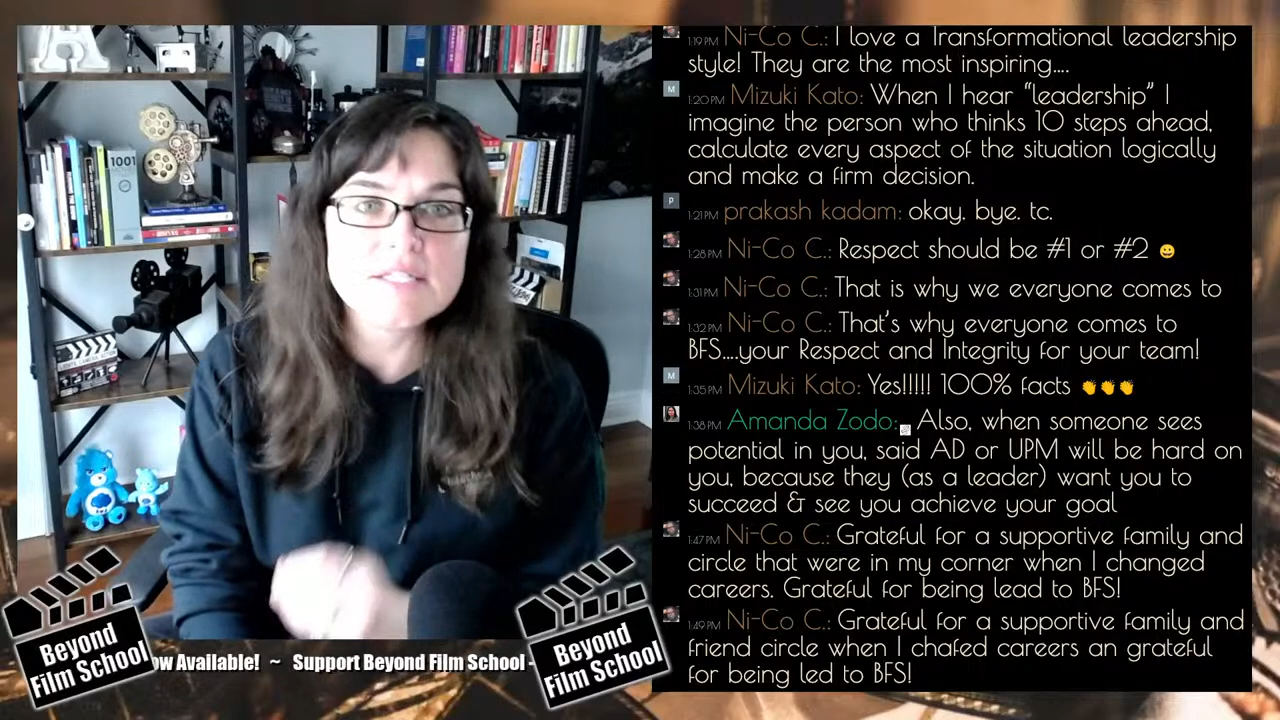 1:19 PM Ni-Co C.: I love a Transformational leadership
style! They are the most inspiring....
M 1:20 PM Mizuki Kato: When I hear "leadership" I
imagine the person who thinks 10 steps ahead,
calculate every aspect of the situation logically
and make a firm decision.
P 1:21 PM prakash kadam: okay. bye. tc.
1:28 PM Ni-Co C.: Respect should be #1 or #2 😀
1:31 PM Ni-Co C.: That is why we everyone comes to
1:32 PM Ni-Co C.: That's why everyone comes to
BFS....your Respect and Integrity for your team!
M 1:35 PM Mizuki Kato: Yes!!!!! 100% facts 👏👏👏
1:38 PM Amanda Zodo: Also, when someone sees
potential in you, said AD or UPM will be hard on
you, because they (as a leader) want you to
succeed & see you achieve your goal
1:47 PM Ni-Co C.: Grateful for a supportive family and
circle that were in my corner when I changed
careers. Grateful for being lead to BFS!
1:49 PM Ni-Co C.: Grateful for a supportive family and
friend circle when I chafed careers an grateful
for being led to BFS!
A
1001
Beyond
Film School
ow Available! ~ Support Beyond Film School -
Beyond
Film School